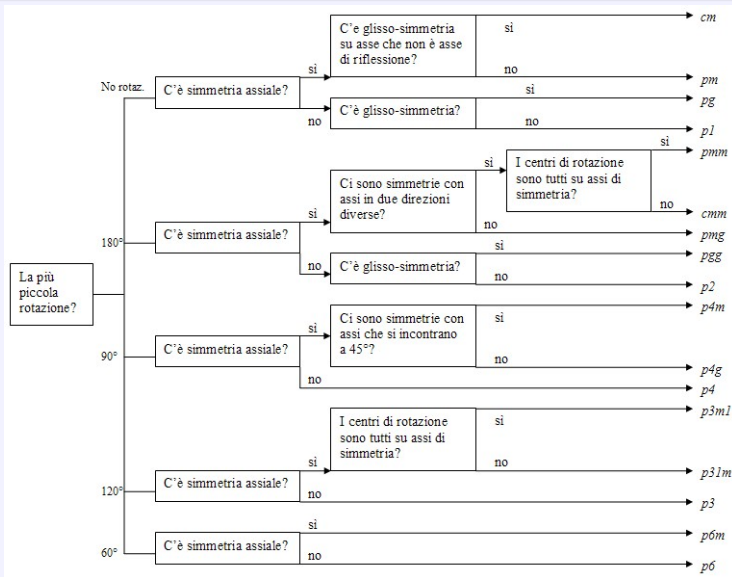 C'e glisso-simmetria
su asse che non è asse
di riflessione?
sì
cm
no
pm
No rotaz.
C'è simmetria assiale?
sì
no
C'è glisso-simmetria?
sì
pg
no
p1
Ci sono simmetrie con
assi in due direzioni
diverse?
sì
I centri di rotazione
sono tutti su assi di
simmetria?
sì
pmm
no
cmm
no
pmg
180°
C'è simmetria assiale?
sì
no
C'è glisso-simmetria?
sì
pgg
no
p2
La più
piccola
rotazione?
Ci sono simmetrie con
assi che si incontrano
a 45°?
sì
p4m
no
p4g
90°
C'è simmetria assiale?
sì
no
p4
I centri di rotazione
sono tutti su assi di
simmetria?
sì
p3m1
no
p31m
120°
C'è simmetria assiale?
sì
no
p3
60°
C'è simmetria assiale?
sì
p6m
no
p6